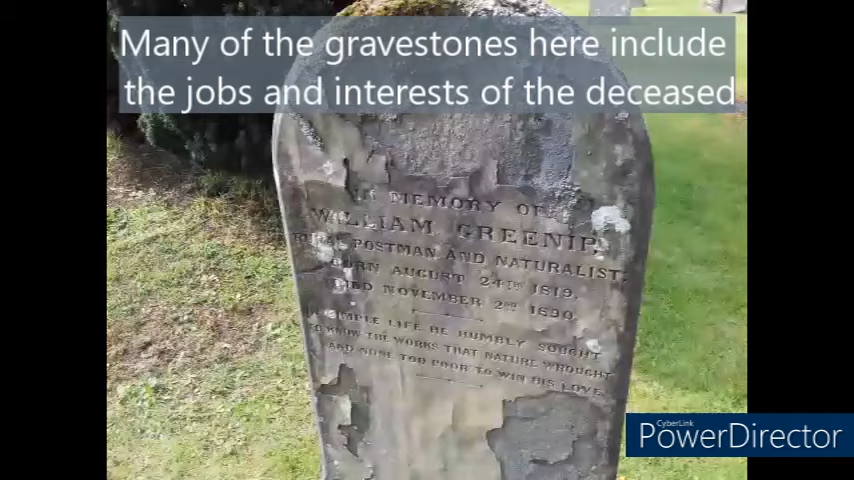 Many of the gravestones here include
the jobs and interests of the deceased
IN MEMORY OF
WILLIAM GREENIP,
RURAL POSTMAN AND NATURALIST,
BORN AUGUST 24TH 1819,
DIED NOVEMBER 2ND 1890.
SIMPLE LIFE HE HUMBLY SOUGHT
TO KNOW THE WORKS THAT NATURE WROUGHT
AND NONE TOO POOR TO WIN HIS LOVE.
CyberLink
PowerDirector